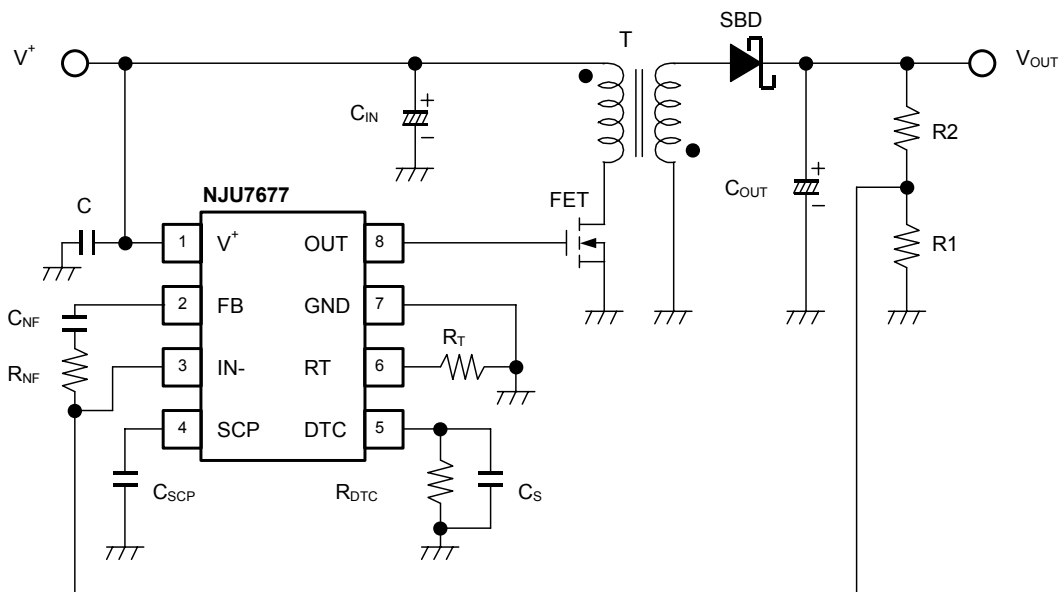 SBD
T
V+
VOUT
+
CIN
−
R2
+
COUT
−
NJU7677
FET
C
R1
1 V+ OUT 8
2 FB GND 7
CNF
RT
3 IN- RT 6
RNF
4 SCP DTC 5
CSCP
RDTC
CS